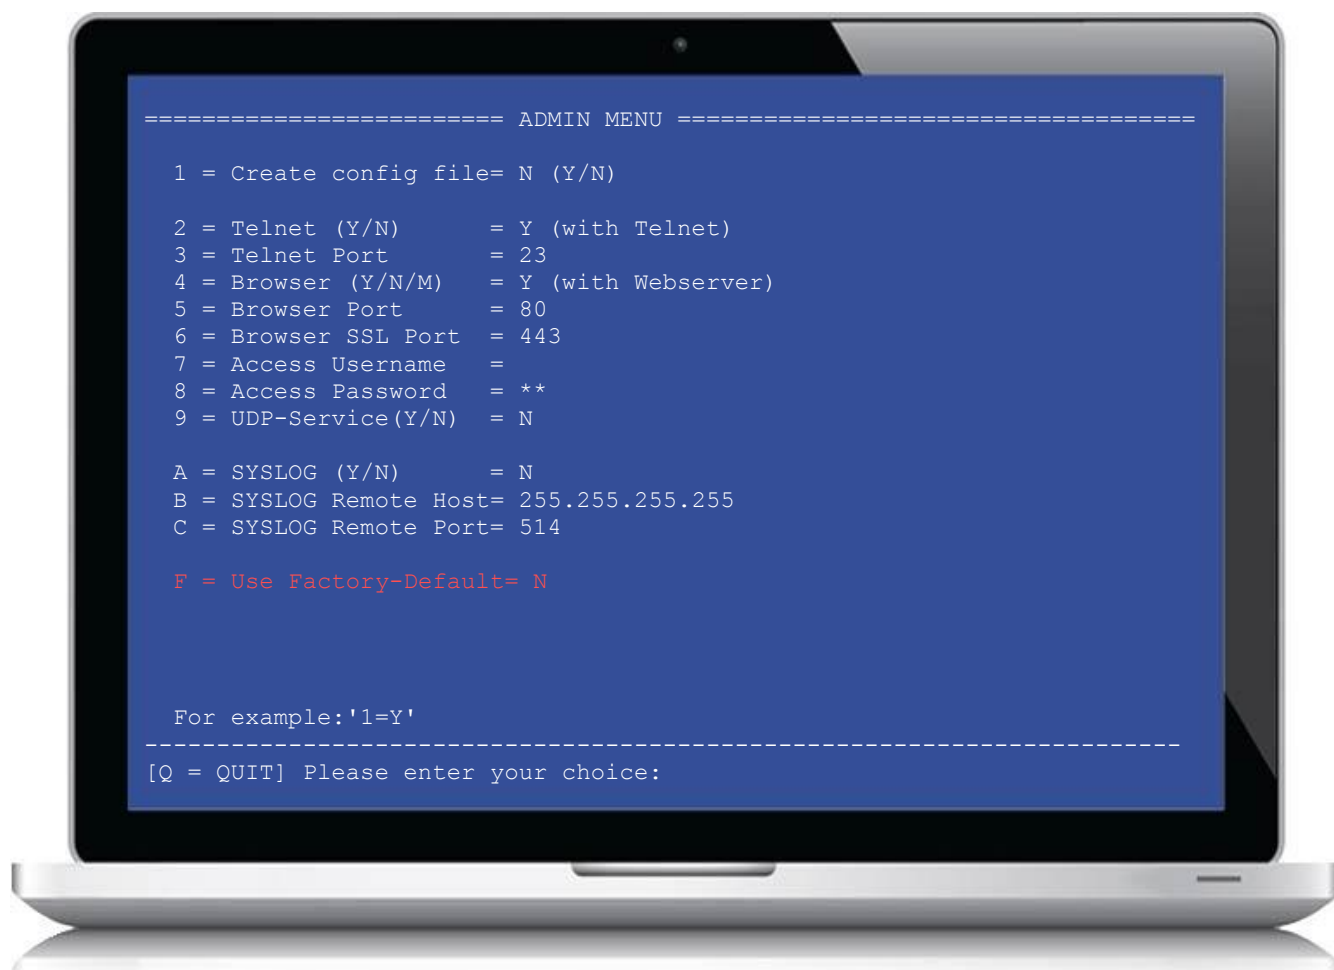 ========================= ADMIN MENU ====================================
1 = Create config file= N (Y/N)
2 = Telnet (Y/N)      = Y (with Telnet)
3 = Telnet Port       = 23
4 = Browser (Y/N/M)   = Y (with Webserver)
5 = Browser Port      = 80
6 = Browser SSL Port  = 443
7 = Access Username   =
8 = Access Password   = **
9 = UDP-Service(Y/N)  = N
A = SYSLOG (Y/N)      = N
B = SYSLOG Remote Host= 255.255.255.255
C = SYSLOG Remote Port= 514
F = Use Factory-Default= N
For example:'1=Y'
------------------------------------------------------------------------
[Q = QUIT] Please enter your choice: